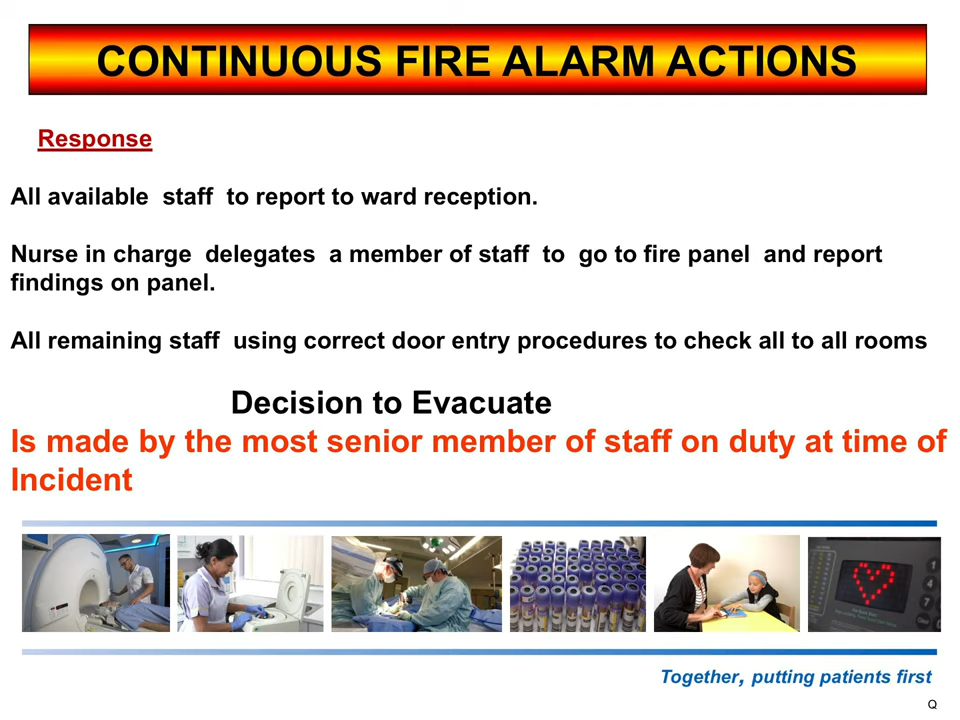 CONTINUOUS FIRE ALARM ACTIONS
Response
All available staff to report to ward reception.
Nurse in charge delegates a member of staff to go to fire panel and report
findings on panel.
All remaining staff using correct door entry procedures to check all to all rooms
Decision to Evacuate
Is made by the most senior member of staff on duty at time of
Incident
1
4
Together, putting patients first
Q